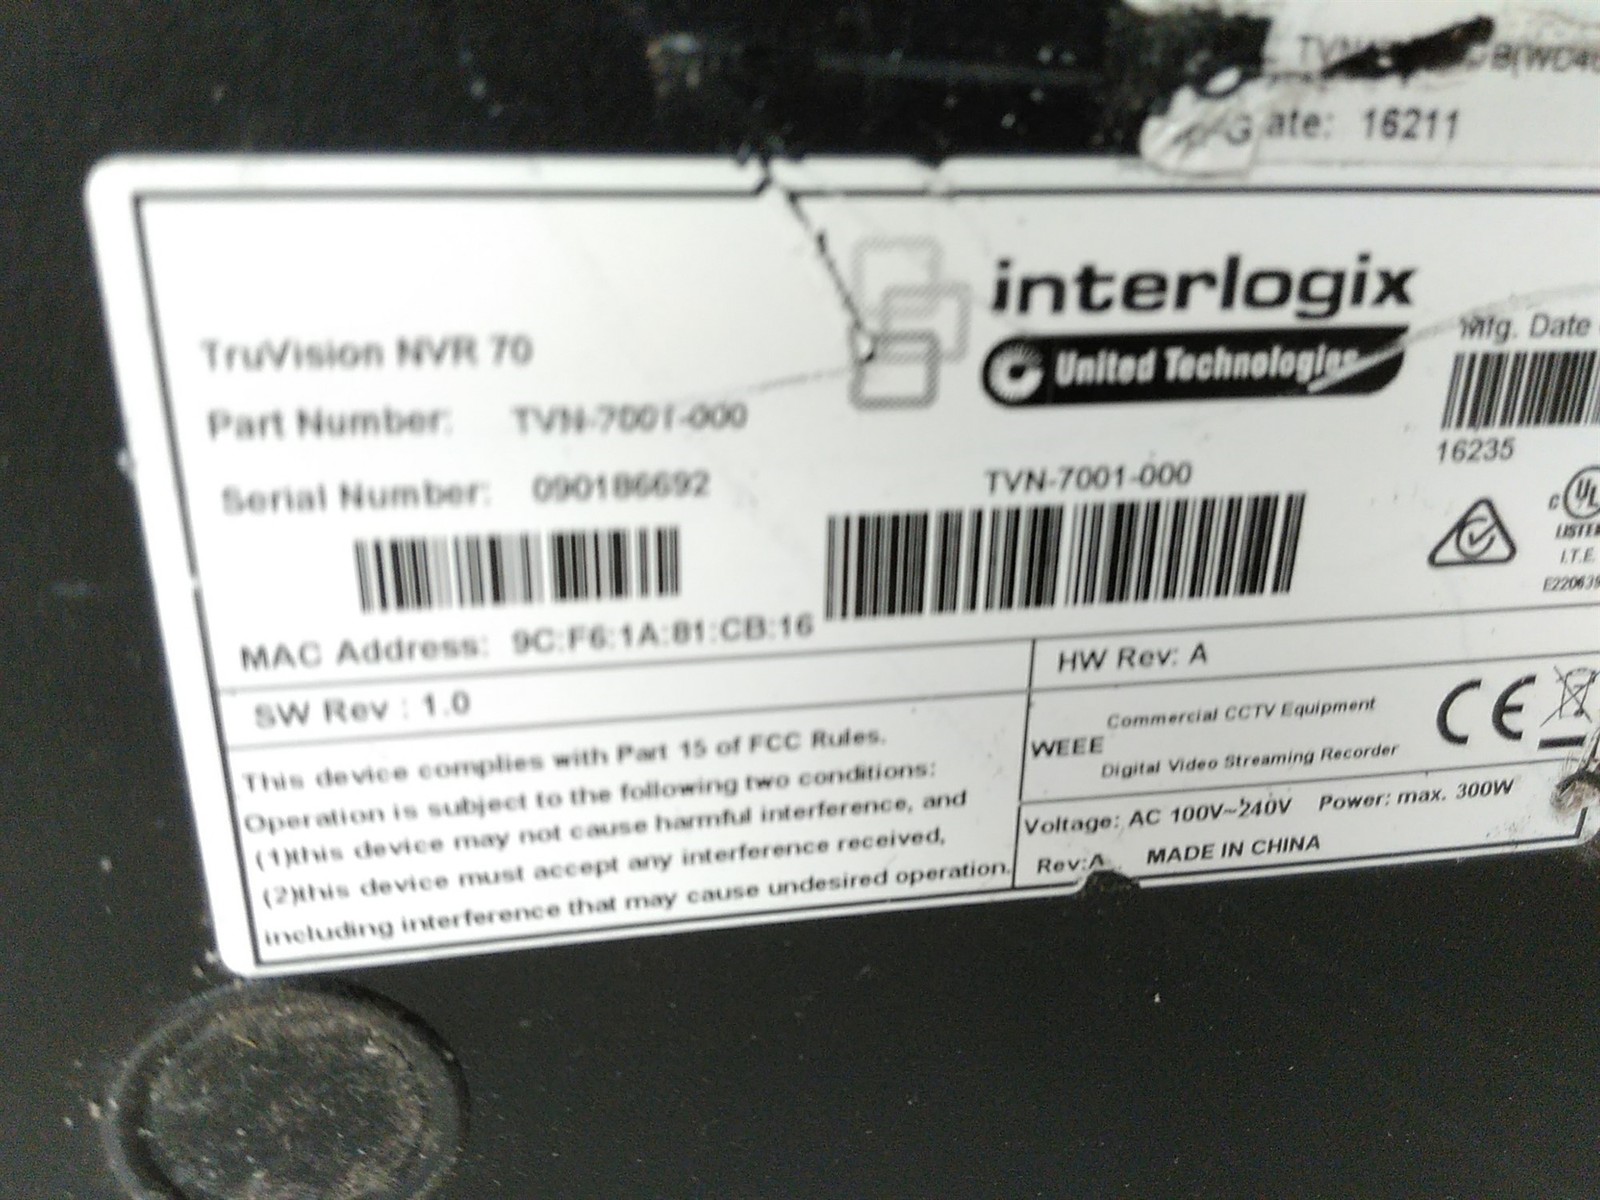 ate: 16211
interlogix
United Technologies
Mfg. Date
16235
TruVision NVR 70
Part Number: TVN-7001-000
Serial Number: 090186692
TVN-7001-000
MAC Address: 9C:F6:1A:81:CB:16
SW Rev : 1.0
This device complies with Part 15 of FCC Rules.
Operation is subject to the following two conditions:
(1)this device may not cause harmful interference, and
(2)this device must accept any interference received,
including interference that may cause undesired operation.
HW Rev: A
WEEE
Commercial CCTV Equipment
Digital Video Streaming Recorder
CE
Voltage: AC 100V~240V Power: max. 300W
Rev:A MADE IN CHINA
c UL
LISTE
I.T.E.
E220639